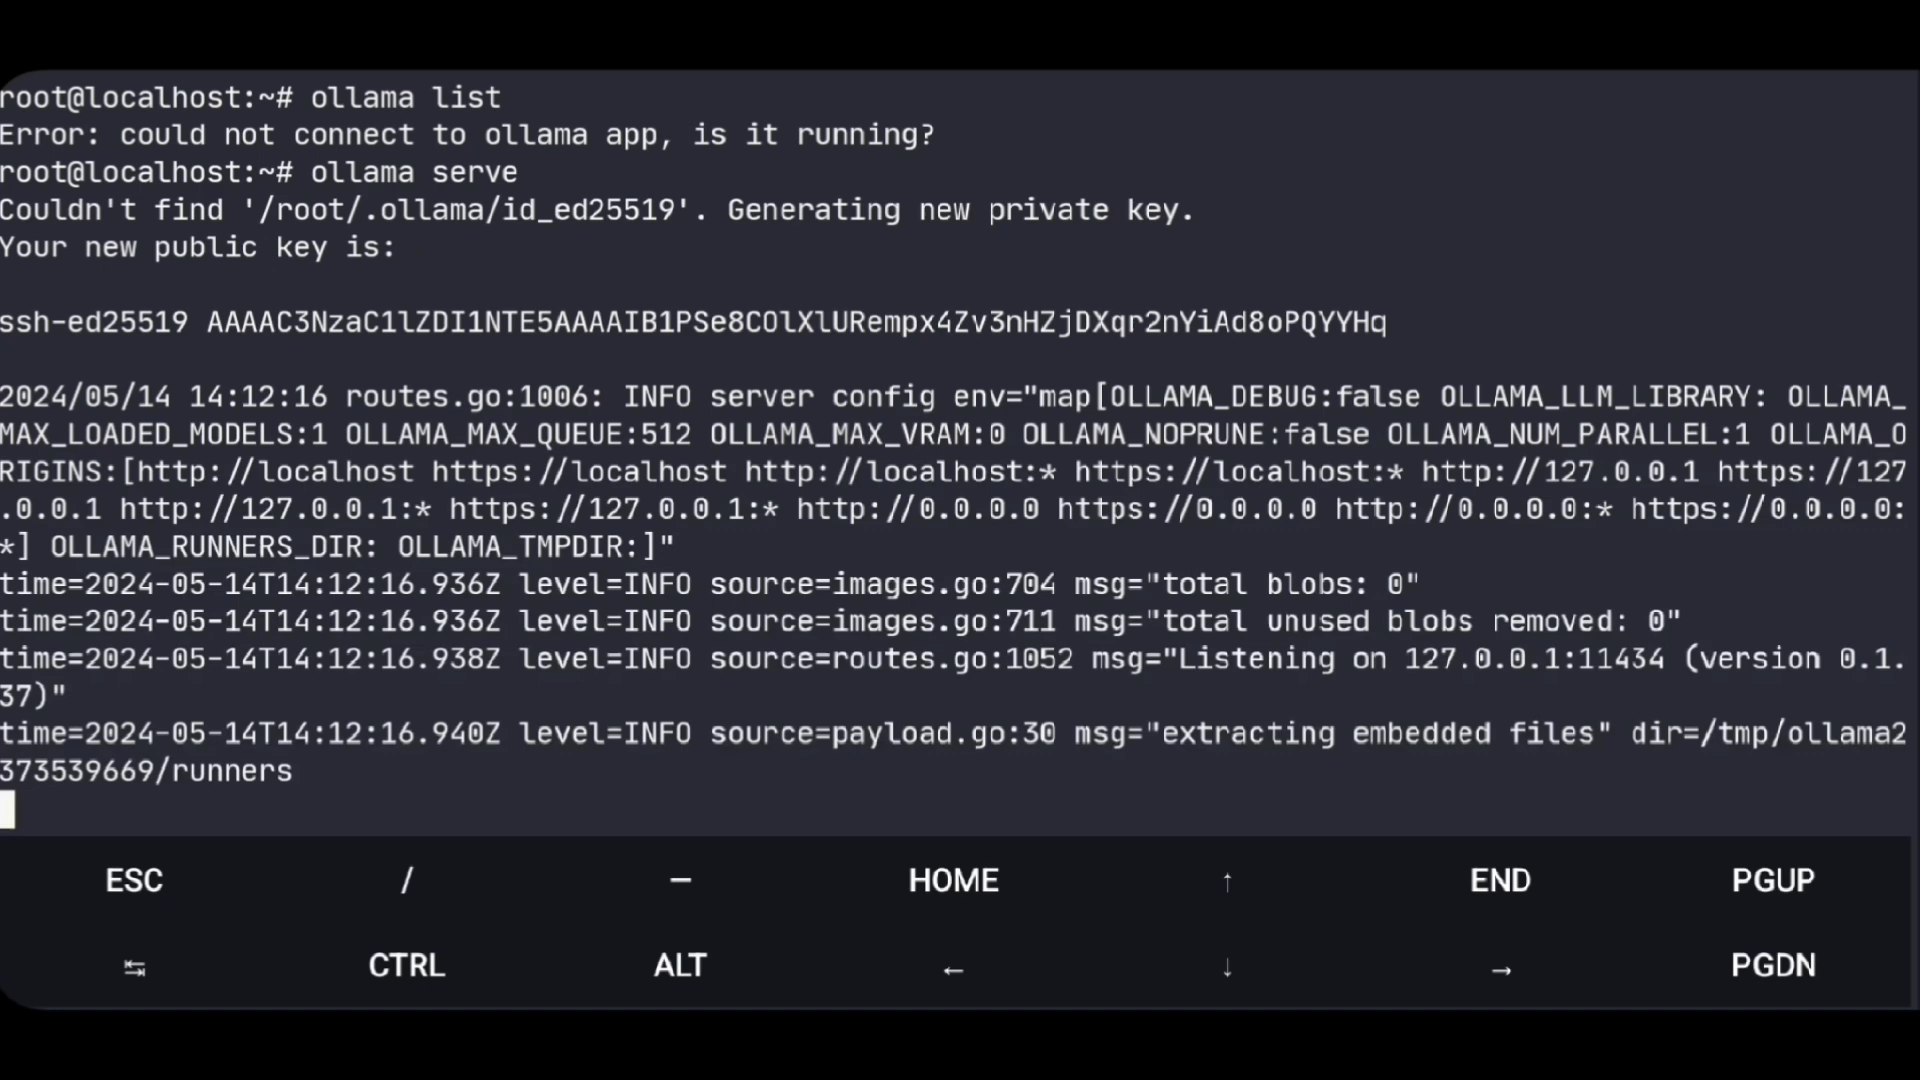 root@localhost:~# ollama list
Error: could not connect to ollama app, is it running?
root@localhost:~# ollama serve
Couldn't find '/root/.ollama/id_ed25519'. Generating new private key.
Your new public key is:
ssh-ed25519 AAAAC3NzaC1lZDI1NTE5AAAAIB1PSe8COlXlURempx4Zv3nHZjDXqr2nYiAd8oPQYYHq
2024/05/14 14:12:16 routes.go:1006: INFO server config env="map[OLLAMA_DEBUG:false OLLAMA_LLM_LIBRARY: OLLAMA_
MAX_LOADED_MODELS:1 OLLAMA_MAX_QUEUE:512 OLLAMA_MAX_VRAM:0 OLLAMA_NOPRUNE:false OLLAMA_NUM_PARALLEL:1 OLLAMA_O
RIGINS:[http://localhost https://localhost http://localhost:* https://localhost:* http://127.0.0.1 https://127
.0.0.1 http://127.0.0.1:* https://127.0.0.1:* http://0.0.0.0 https://0.0.0.0 http://0.0.0.0:* https://0.0.0.0:
*] OLLAMA_RUNNERS_DIR: OLLAMA_TMPDIR:]"
time=2024-05-14T14:12:16.936Z level=INFO source=images.go:704 msg="total blobs: 0"
time=2024-05-14T14:12:16.936Z level=INFO source=images.go:711 msg="total unused blobs removed: 0"
time=2024-05-14T14:12:16.938Z level=INFO source=routes.go:1052 msg="Listening on 127.0.0.1:11434 (version 0.1.
37)"
time=2024-05-14T14:12:16.940Z level=INFO source=payload.go:30 msg="extracting embedded files" dir=/tmp/ollama2
373539669/runners
ESC / — HOME ↑ END PGUP
↹ CTRL ALT ← ↓ → PGDN